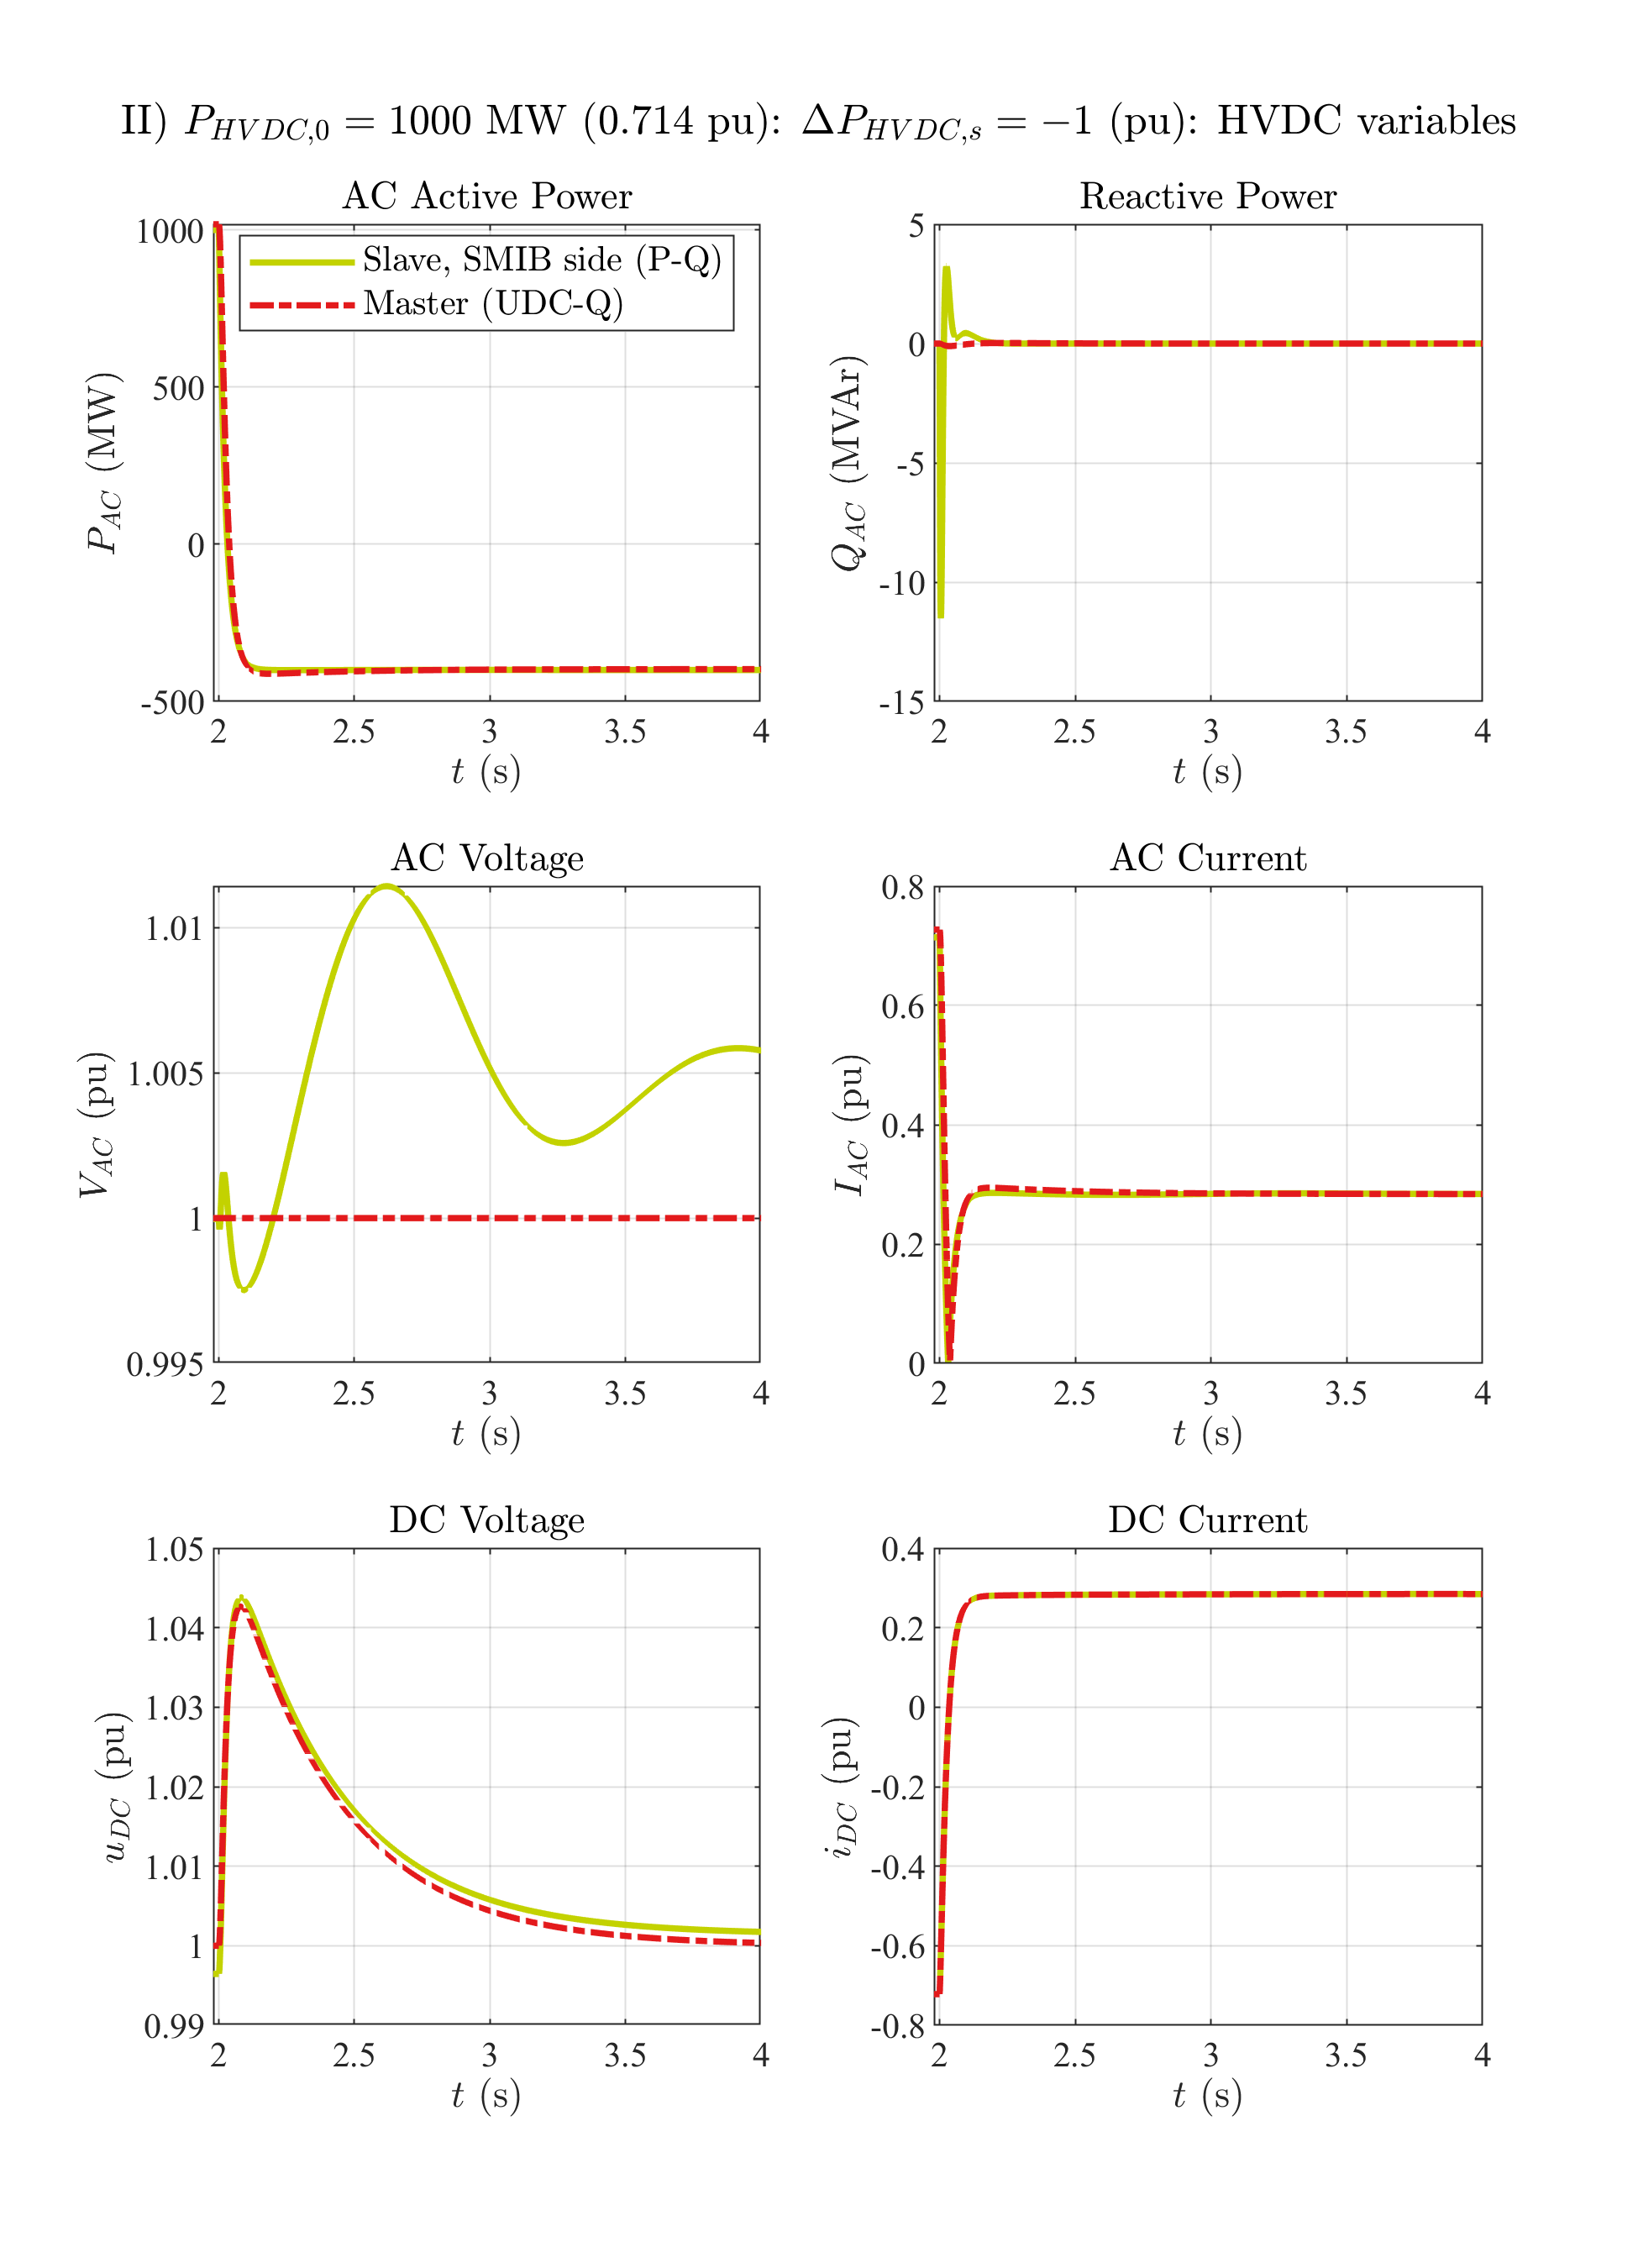 II) P_{HVDC,0} = 1000 MW (0.714 pu): ΔP_{HVDC,s} = −1 (pu): HVDC variables
AC Active Power
1000
500
0
-500
P_{AC} (MW)
Slave, SMIB side (P-Q)
Master (UDC-Q)
2 2.5 3 3.5 4
t (s)
Reactive Power
5
0
-5
-10
-15
Q_{AC} (MVAr)
2 2.5 3 3.5 4
t (s)
AC Voltage
1.01
1.005
1
0.995
V_{AC} (pu)
2 2.5 3 3.5 4
t (s)
AC Current
0.8
0.6
0.4
0.2
0
I_{AC} (pu)
2 2.5 3 3.5 4
t (s)
DC Voltage
1.05
1.04
1.03
1.02
1.01
1
0.99
u_{DC} (pu)
2 2.5 3 3.5 4
t (s)
DC Current
0.4
0.2
0
-0.2
-0.4
-0.6
-0.8
i_{DC} (pu)
2 2.5 3 3.5 4
t (s)